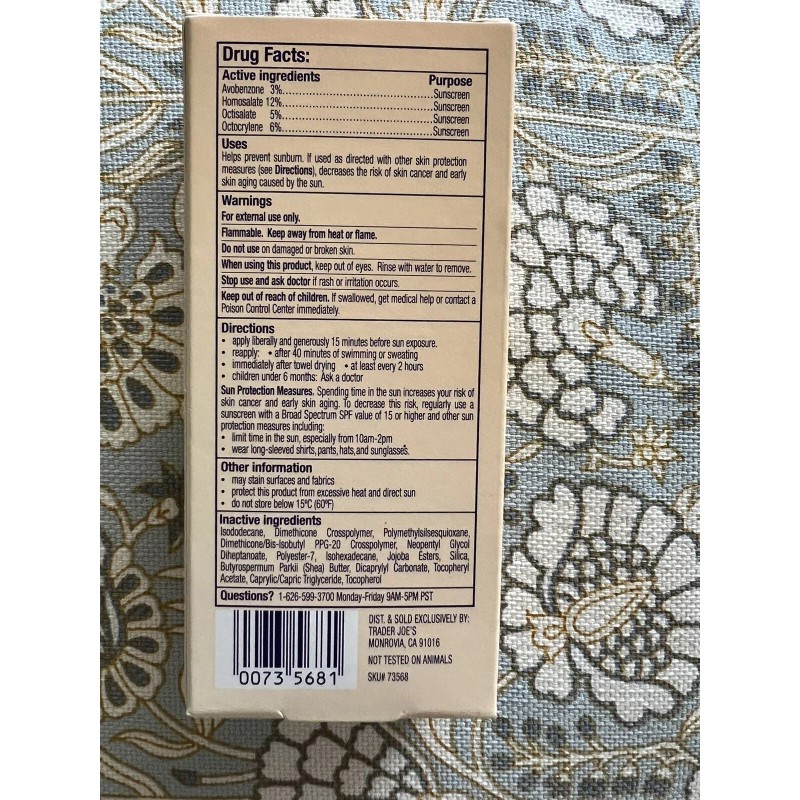 Drug Facts:
Active ingredients Purpose
Avobenzone 3%..............................Sunscreen
Homosalate 12%..............................Sunscreen
Octisalate 5%..............................Sunscreen
Octocrylene 6%..............................Sunscreen
Uses
Helps prevent sunburn. If used as directed with other skin protection
measures (see Directions), decreases the risk of skin cancer and early
skin aging caused by the sun.
Warnings
For external use only.
Flammable. Keep away from heat or flame.
Do not use on damaged or broken skin.
When using this product, keep out of eyes. Rinse with water to remove.
Stop use and ask doctor if rash or irritation occurs.
Keep out of reach of children. If swallowed, get medical help or contact a
Poison Control Center immediately.
Directions
• apply liberally and generously 15 minutes before sun exposure.
• reapply: • after 40 minutes of swimming or sweating
• immediately after towel drying • at least every 2 hours
• children under 6 months: Ask a doctor
Sun Protection Measures. Spending time in the sun increases your risk of
skin cancer and early skin aging. To decrease this risk, regularly use a
sunscreen with a Broad Spectrum SPF value of 15 or higher and other sun
protection measures including:
• limit time in the sun, especially from 10am-2pm
• wear long-sleeved shirts, pants, hats, and sunglasses.
Other information
• may stain surfaces and fabrics
• protect this product from excessive heat and direct sun
• do not store below 15ºC (60ºF)
Inactive ingredients
Isododecane, Dimethicone Crosspolymer, Polymethylsilsesquioxane,
Dimethicone/Bis-Isobutyl PPG-20 Crosspolymer, Neopentyl Glycol
Diheptanoate, Polyester-7, Isohexadecane, Jojoba Esters, Silica,
Butyrospermum Parkii (Shea) Butter, Dicaprylyl Carbonate, Tocopheryl
Acetate, Caprylic/Capric Triglyceride, Tocopherol
Questions? 1-626-599-3700 Monday-Friday 9AM-5PM PST
DIST. & SOLD EXCLUSIVELY BY:
TRADER JOE'S
MONROVIA, CA 91016
NOT TESTED ON ANIMALS
SKU# 73568
0073 5681